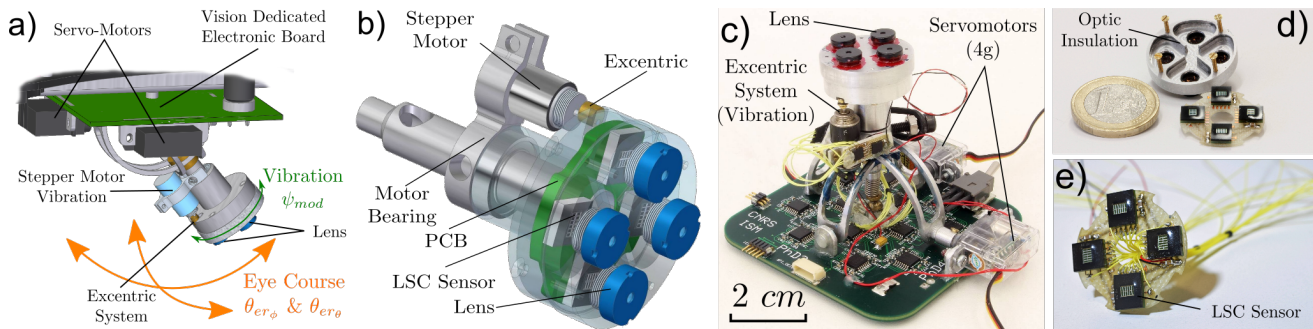 a)
Servo-Motors
Vision Dedicated
Electronic Board
Stepper Motor
Vibration
Vibration
ψmod
Lens
Eye Course
θerϕ & θerθ
Excentric
System
b)
Stepper
Motor
Excentric
Motor
Bearing
PCB
LSC Sensor
Lens
c)
Lens
Servomotors
(4g)
Excentric
System
(Vibration)
CNRS
ISM
2 cm
d)
Optic
Insulation
e)
LSC Sensor